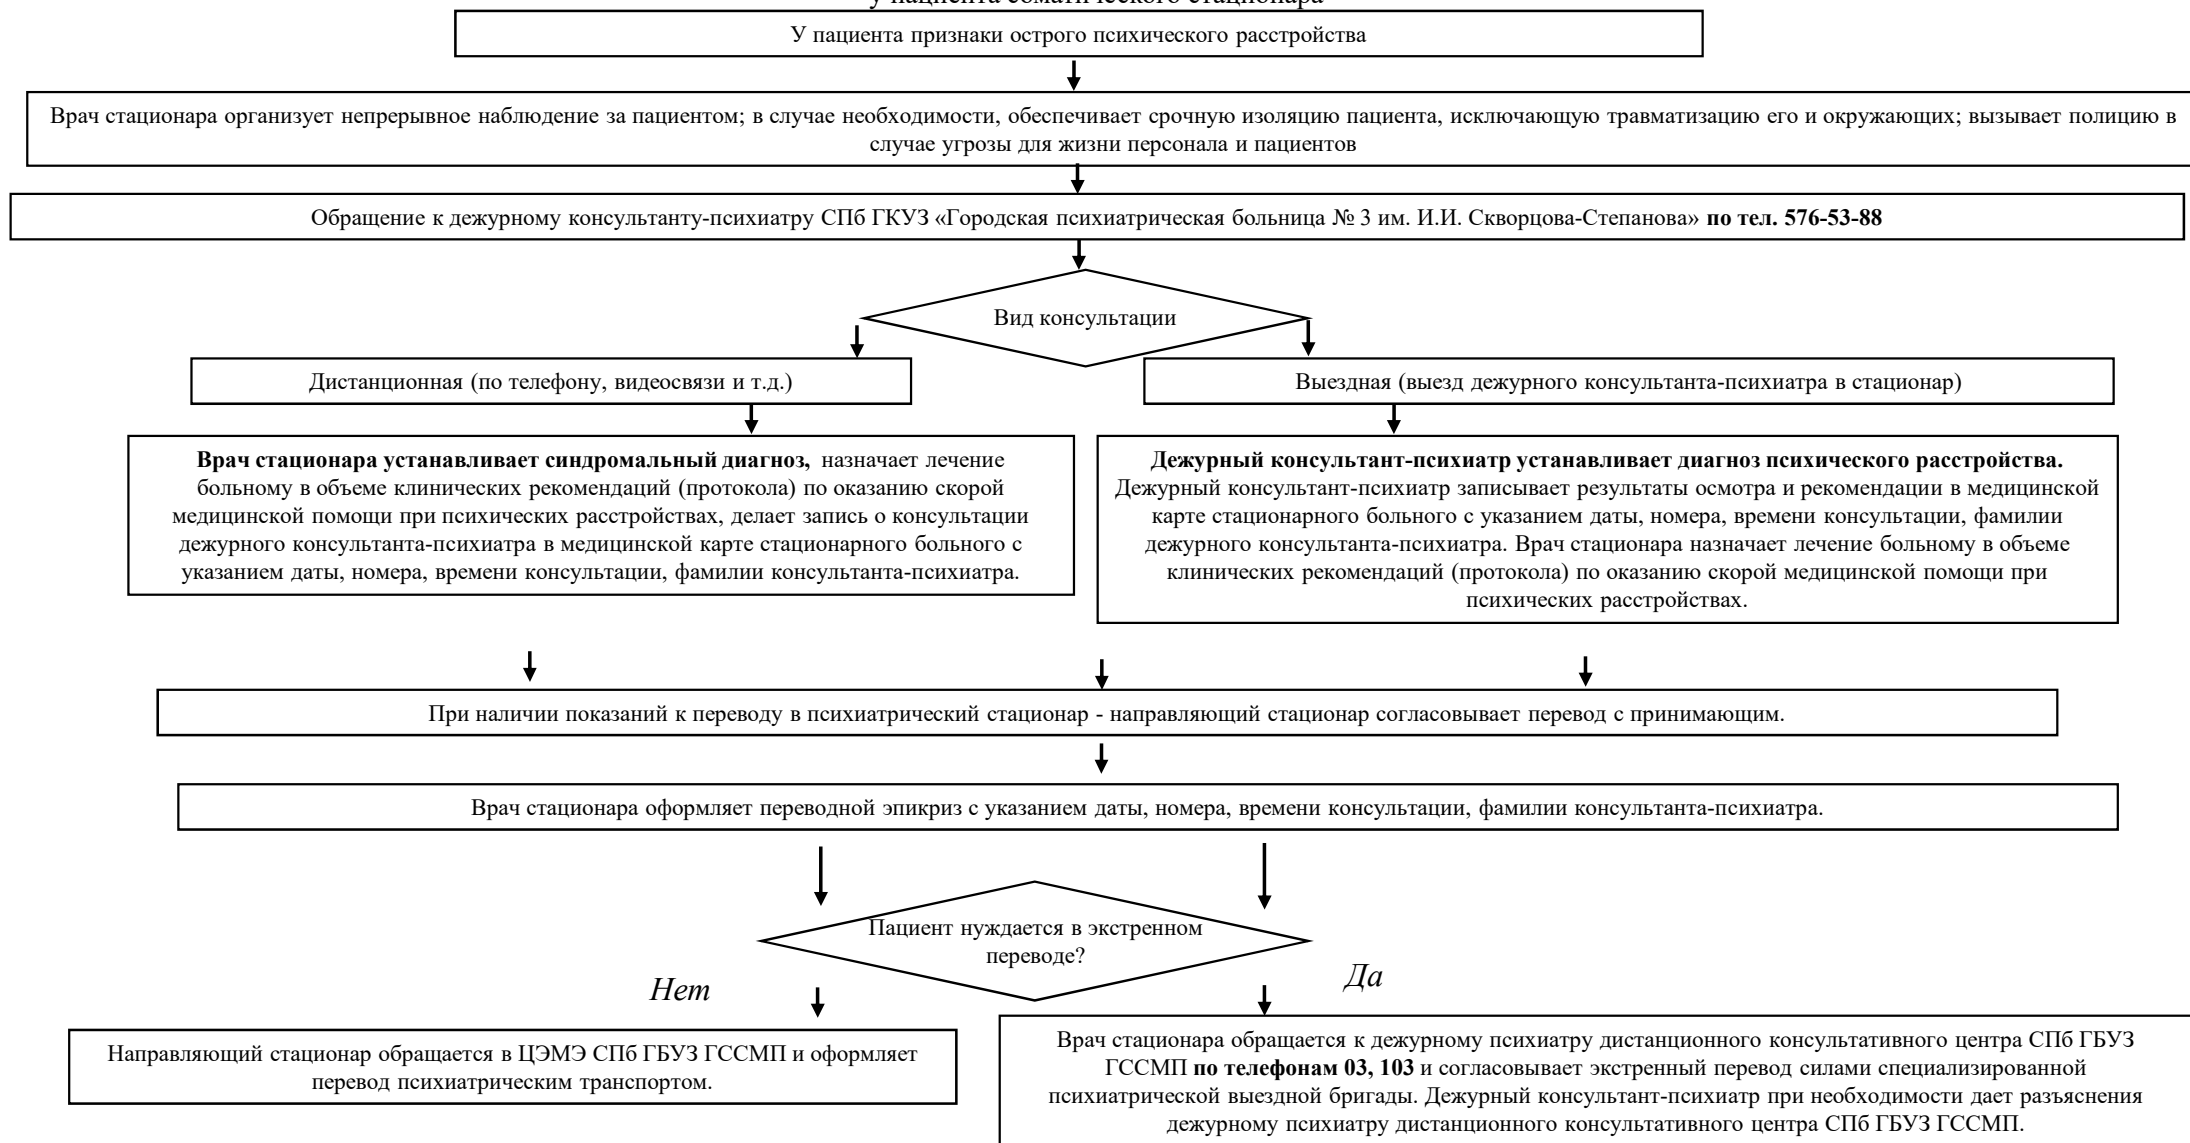 у пациента соматического стационара
У пациента признаки острого психического расстройства
Врач стационара организует непрерывное наблюдение за пациентом; в случае необходимости, обеспечивает срочную изоляцию пациента, исключающую травматизацию его и окружающих; вызывает полицию в
случае угрозы для жизни персонала и пациентов
Обращение к дежурному консультанту-психиатру СПб ГКУЗ «Городская психиатрическая больница № 3 им. И.И. Скворцова-Степанова» по тел. 576-53-88
Вид консультации
Дистанционная (по телефону, видеосвязи и т.д.)
Выездная (выезд дежурного консультанта-психиатра в стационар)
Врач стационара устанавливает синдромальный диагноз, назначает лечение
больному в объеме клинических рекомендаций (протокола) по оказанию скорой
медицинской помощи при психических расстройствах, делает запись о консультации
дежурного консультанта-психиатра в медицинской карте стационарного больного с
указанием даты, номера, времени консультации, фамилии консультанта-психиатра.
Дежурный консультант-психиатр устанавливает диагноз психического расстройства.
Дежурный консультант-психиатр записывает результаты осмотра и рекомендации в медицинской
карте стационарного больного с указанием даты, номера, времени консультации, фамилии
дежурного консультанта-психиатра. Врач стационара назначает лечение больному в объеме
клинических рекомендаций (протокола) по оказанию скорой медицинской помощи при
психических расстройствах.
При наличии показаний к переводу в психиатрический стационар - направляющий стационар согласовывает перевод с принимающим.
Врач стационара оформляет переводной эпикриз с указанием даты, номера, времени консультации, фамилии консультанта-психиатра.
Пациент нуждается в экстренном
переводе?
Нет
Да
Направляющий стационар обращается в ЦЭМЭ СПб ГБУЗ ГССМП и оформляет
перевод психиатрическим транспортом.
Врач стационара обращается к дежурному психиатру дистанционного консультативного центра СПб ГБУЗ
ГССМП по телефонам 03, 103 и согласовывает экстренный перевод силами специализированной
психиатрической выездной бригады. Дежурный консультант-психиатр при необходимости дает разъяснения
дежурному психиатру дистанционного консультативного центра СПб ГБУЗ ГССМП.